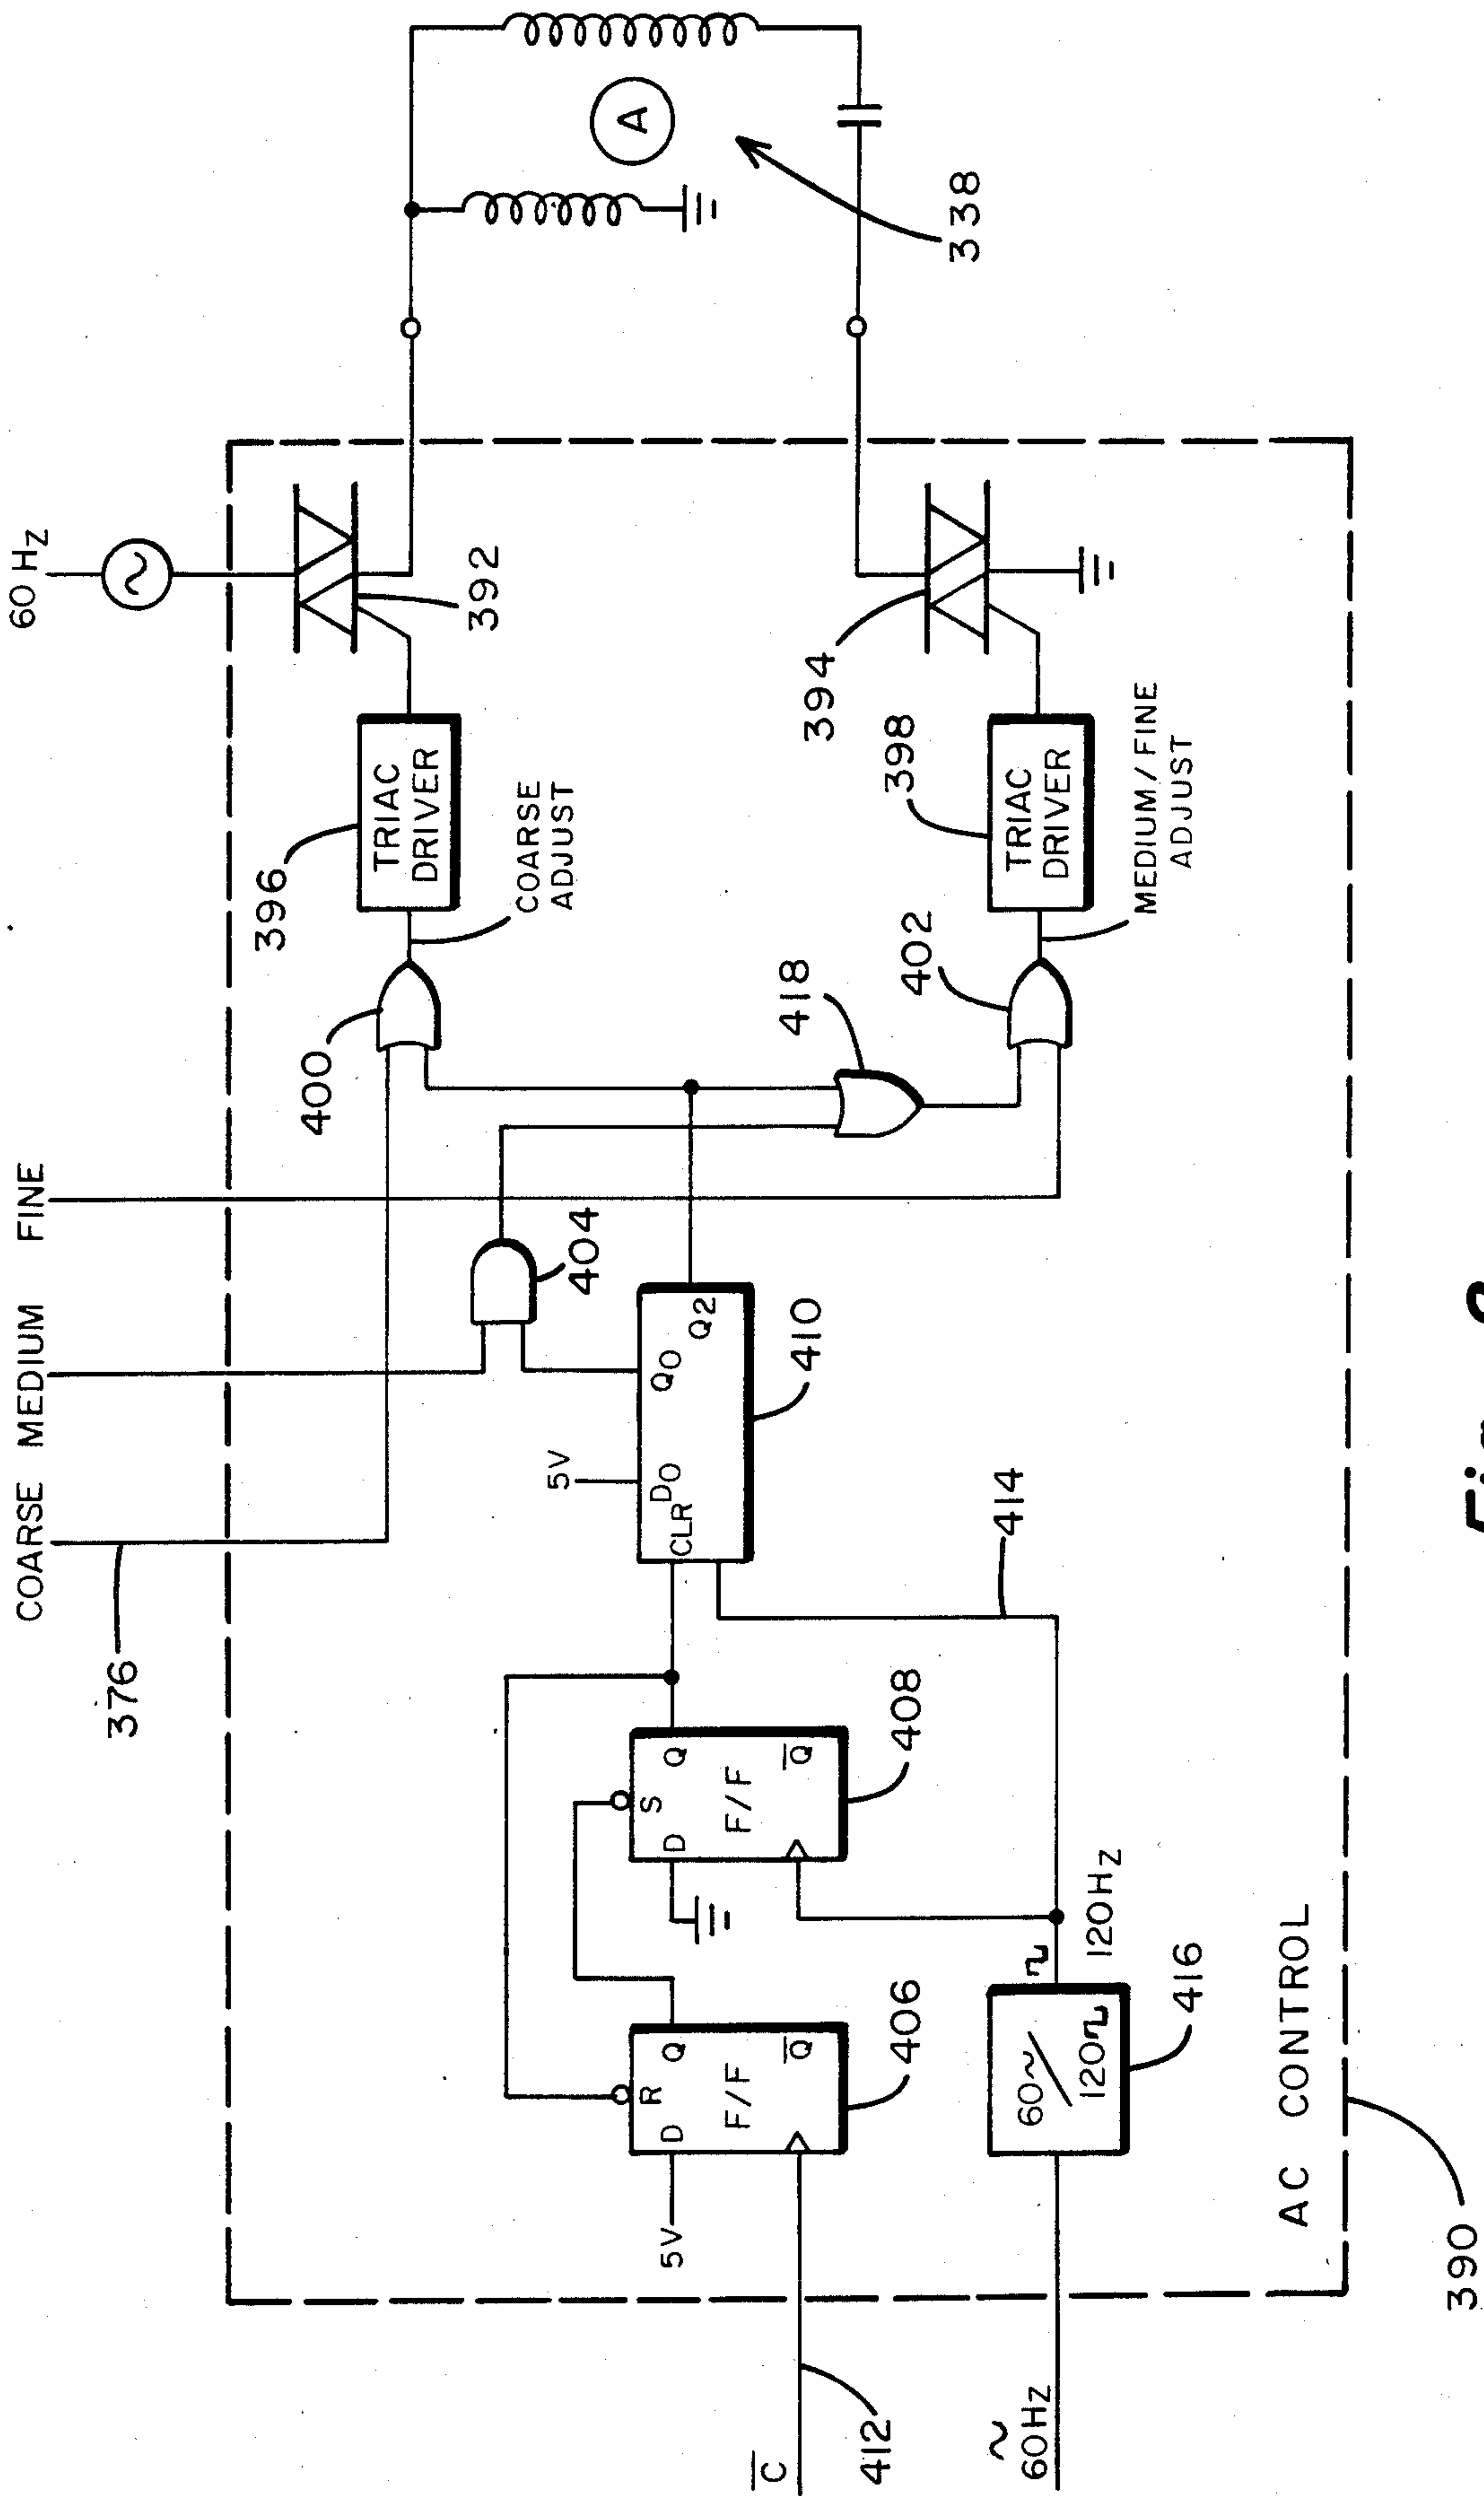 60 Hz
COARSE MEDIUM FINE
376
392
A
338
396
TRIAC
DRIVER
COARSE
ADJUST
400
404
5V
D0
Q0
CLR
Q2
410
418
402
394
398
TRIAC
DRIVER
MEDIUM/FINE
ADJUST
414
5V
R
D
Q
F/F
Q̅
406
S
D
Q
F/F
Q̅
408
C̅
412
~
60Hz
60~/
120
416
120Hz
AC CONTROL
390